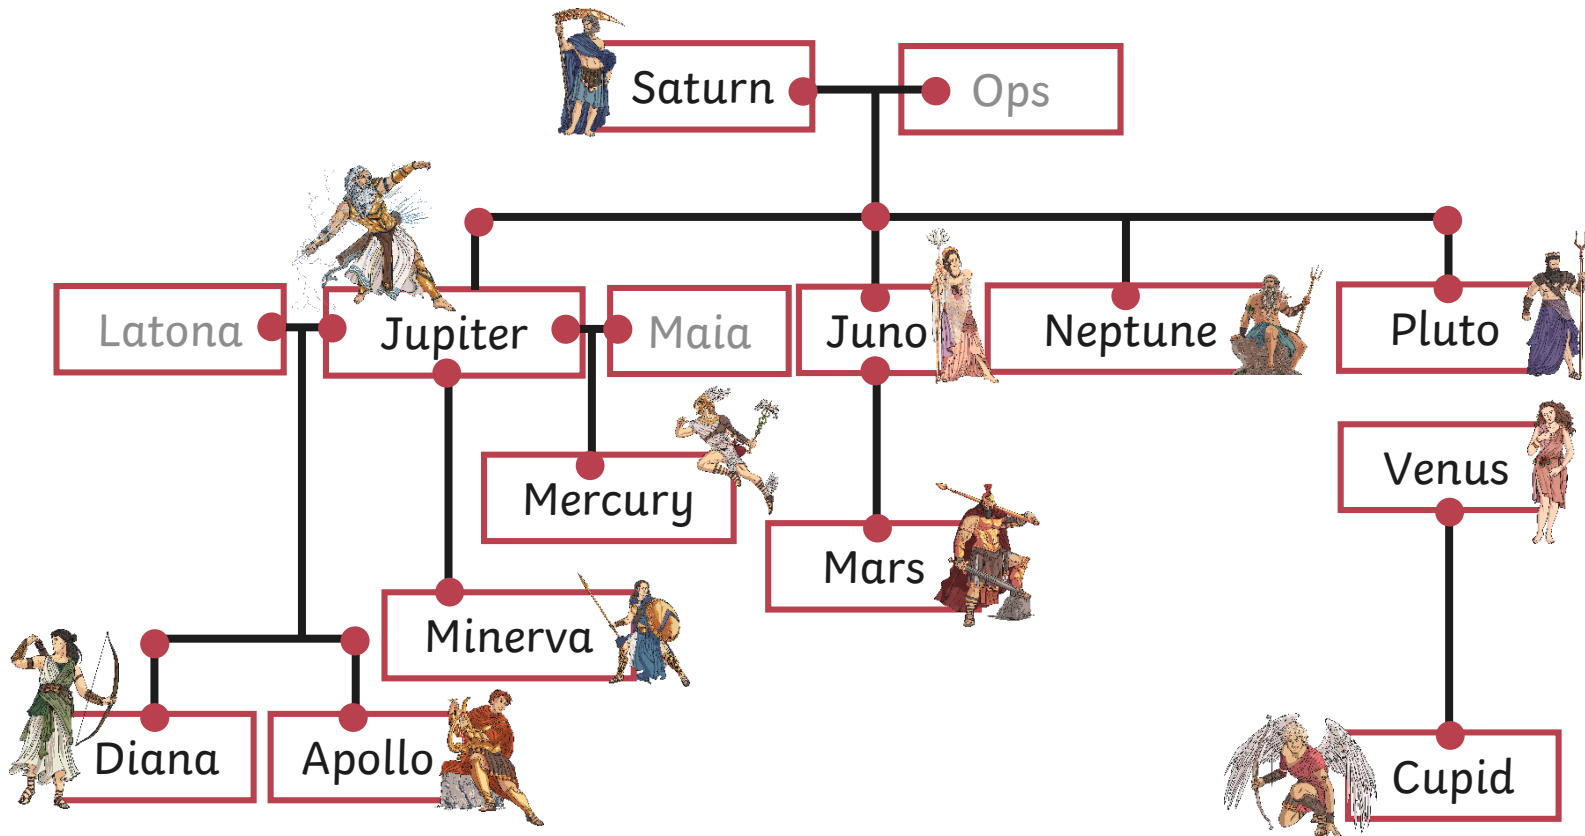 Saturn
Ops
Latona
Jupiter
Maia
Juno
Neptune
Pluto
Venus
Mercury
Mars
Minerva
Diana
Apollo
Cupid